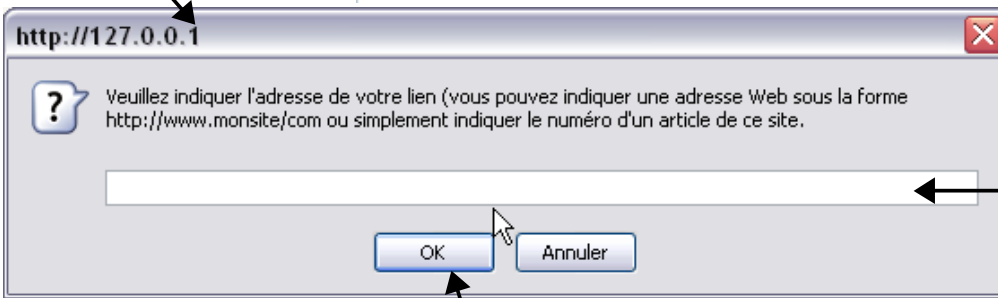 http://127.0.0.1
Veuillez indiquer l'adresse de votre lien (vous pouvez indiquer une adresse Web sous la forme
http://www.monsite/com ou simplement indiquer le numéro d'un article de ce site.
OK Annuler